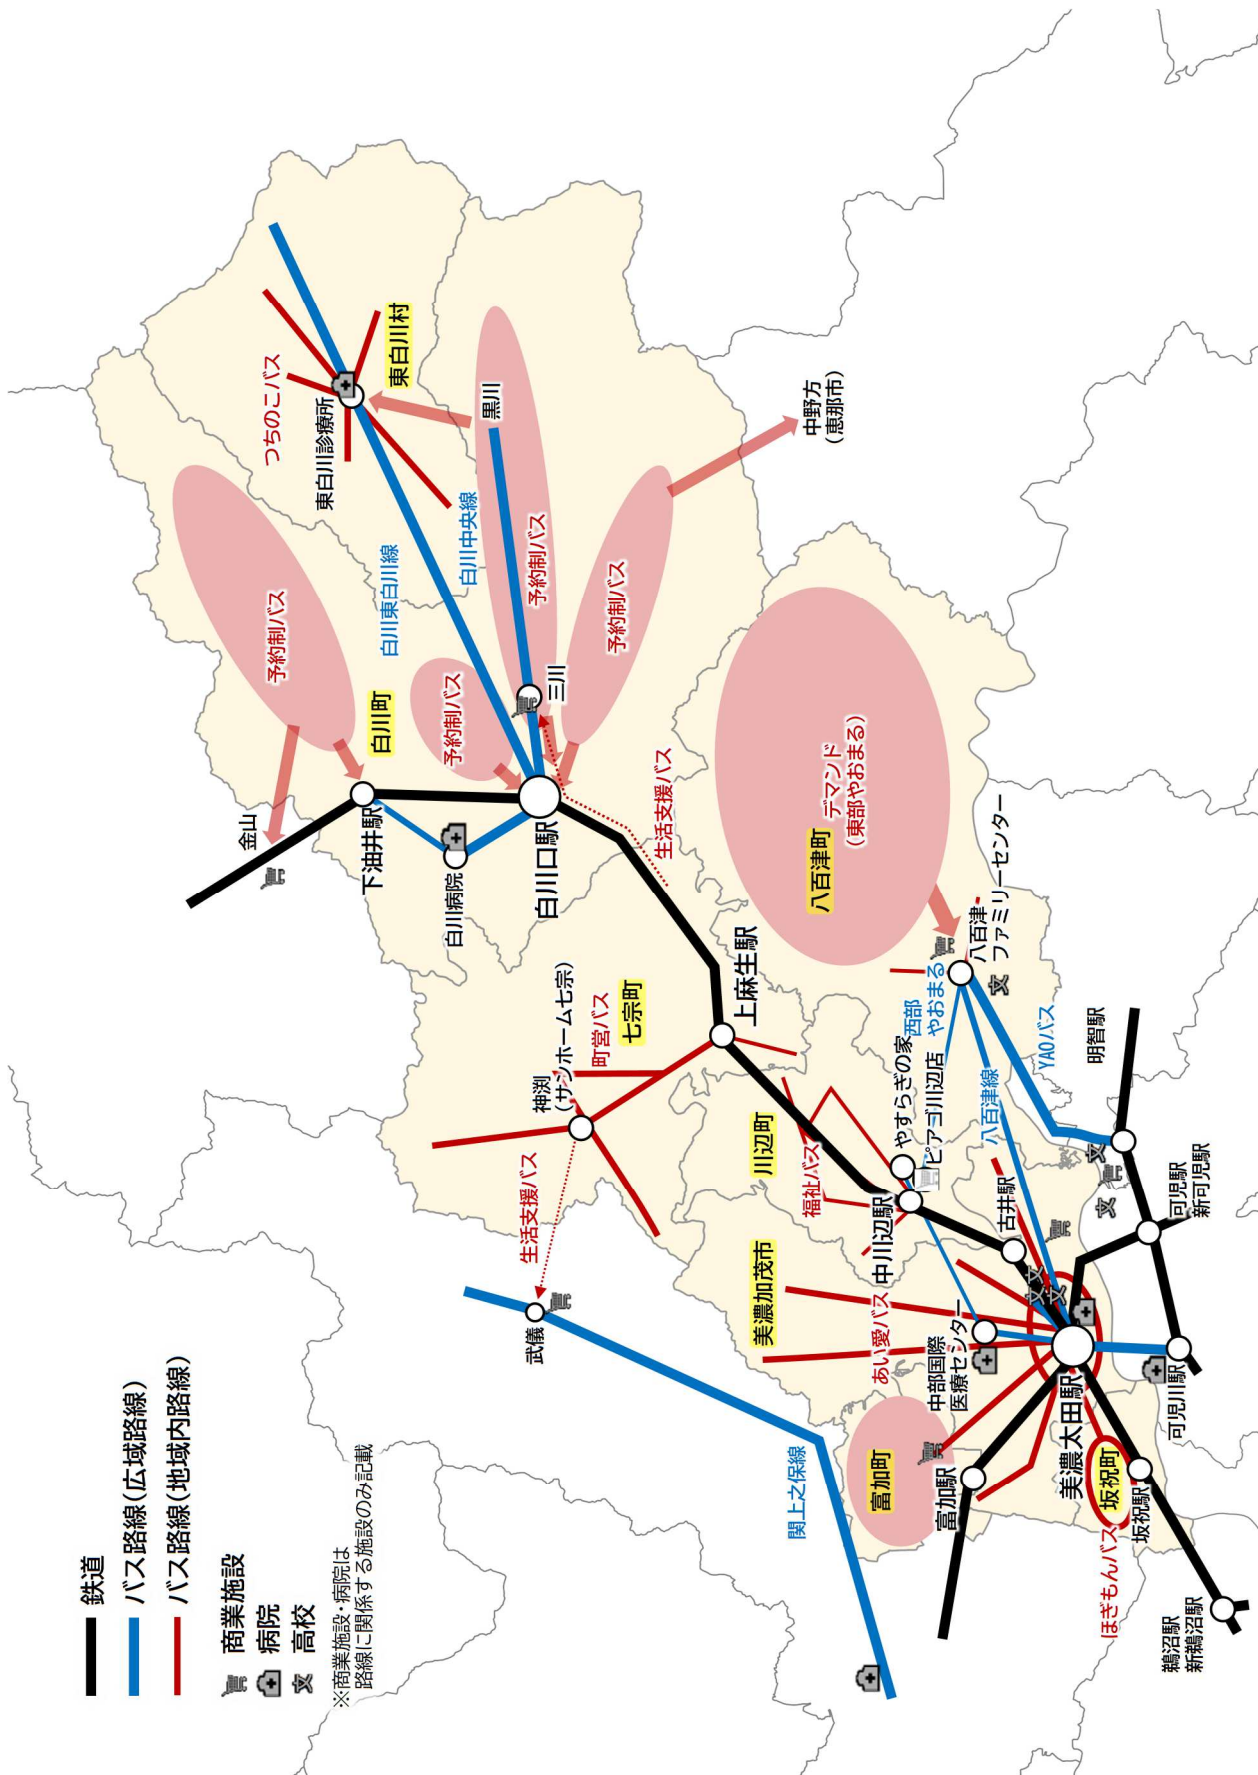 鉄道
バス路線(広域路線)
バス路線(地域内路線)
商業施設
病院
文 高校
※商業施設・病院は
路線に関係する施設のみ記載
金山
下油井駅
白川病院
白川口駅
白川町
予約制バス
予約制バス
白川東白川線
つちのこバス
東白川診療所
東白川村
白川中央線
黒川
予約制バス
三川
予約制バス
中野方
(恵那市)
生活支援バス
神渕
(サンホーム七宗)
町営バス
七宗町
上麻生駅
生活支援バス
武儀
関上之保線
八百津町
デマンド
(東部やおまる)
八百津
ファミリーセンター
文
西部
やおまる
YAOバス
八百津線
川辺町
福祉バス
やすらぎの家
ピアゴ川辺店
中川辺駅
古井駅
美濃加茂市
あい愛バス
中部国際
医療センター
文
文
文
富加町
富加駅
美濃太田駅
坂祝町
坂祝駅
ほぎもんバス
鵜沼駅
新鵜沼駅
可児川駅
可児駅
新可児駅
明智駅
文
文